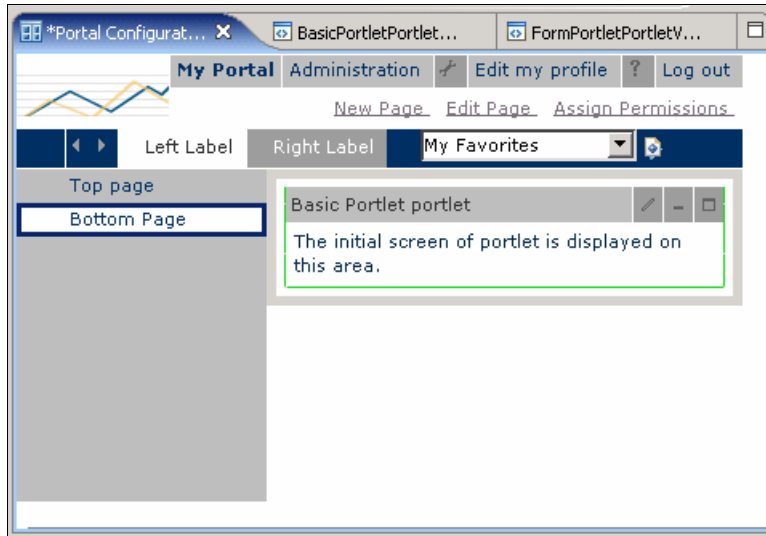 *Portal Configurat... BasicPortletPortlet... FormPortletPortletV...
My Portal Administration Edit my profile ? Log out
New Page Edit Page Assign Permissions
Left Label Right Label My Favorites
Top page
Bottom Page
Basic Portlet portlet
The initial screen of portlet is displayed on
this area.